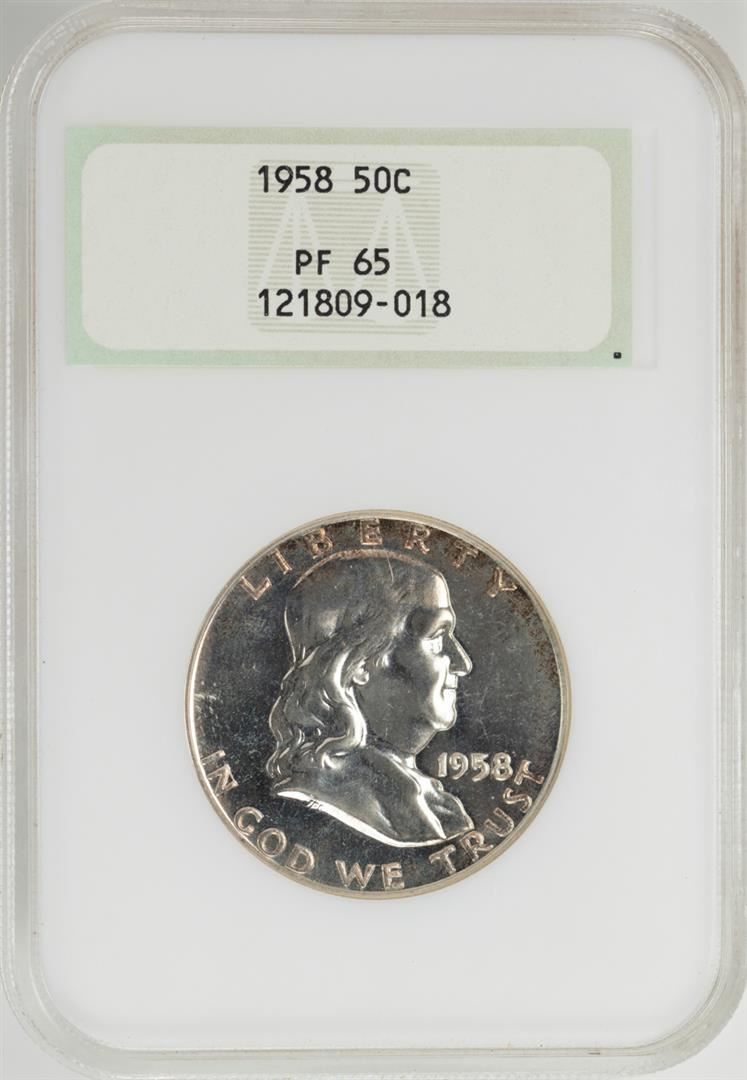 1958 50C
PF 65
121809-018
LIBERTY
1958
IN GOD WE TRUST